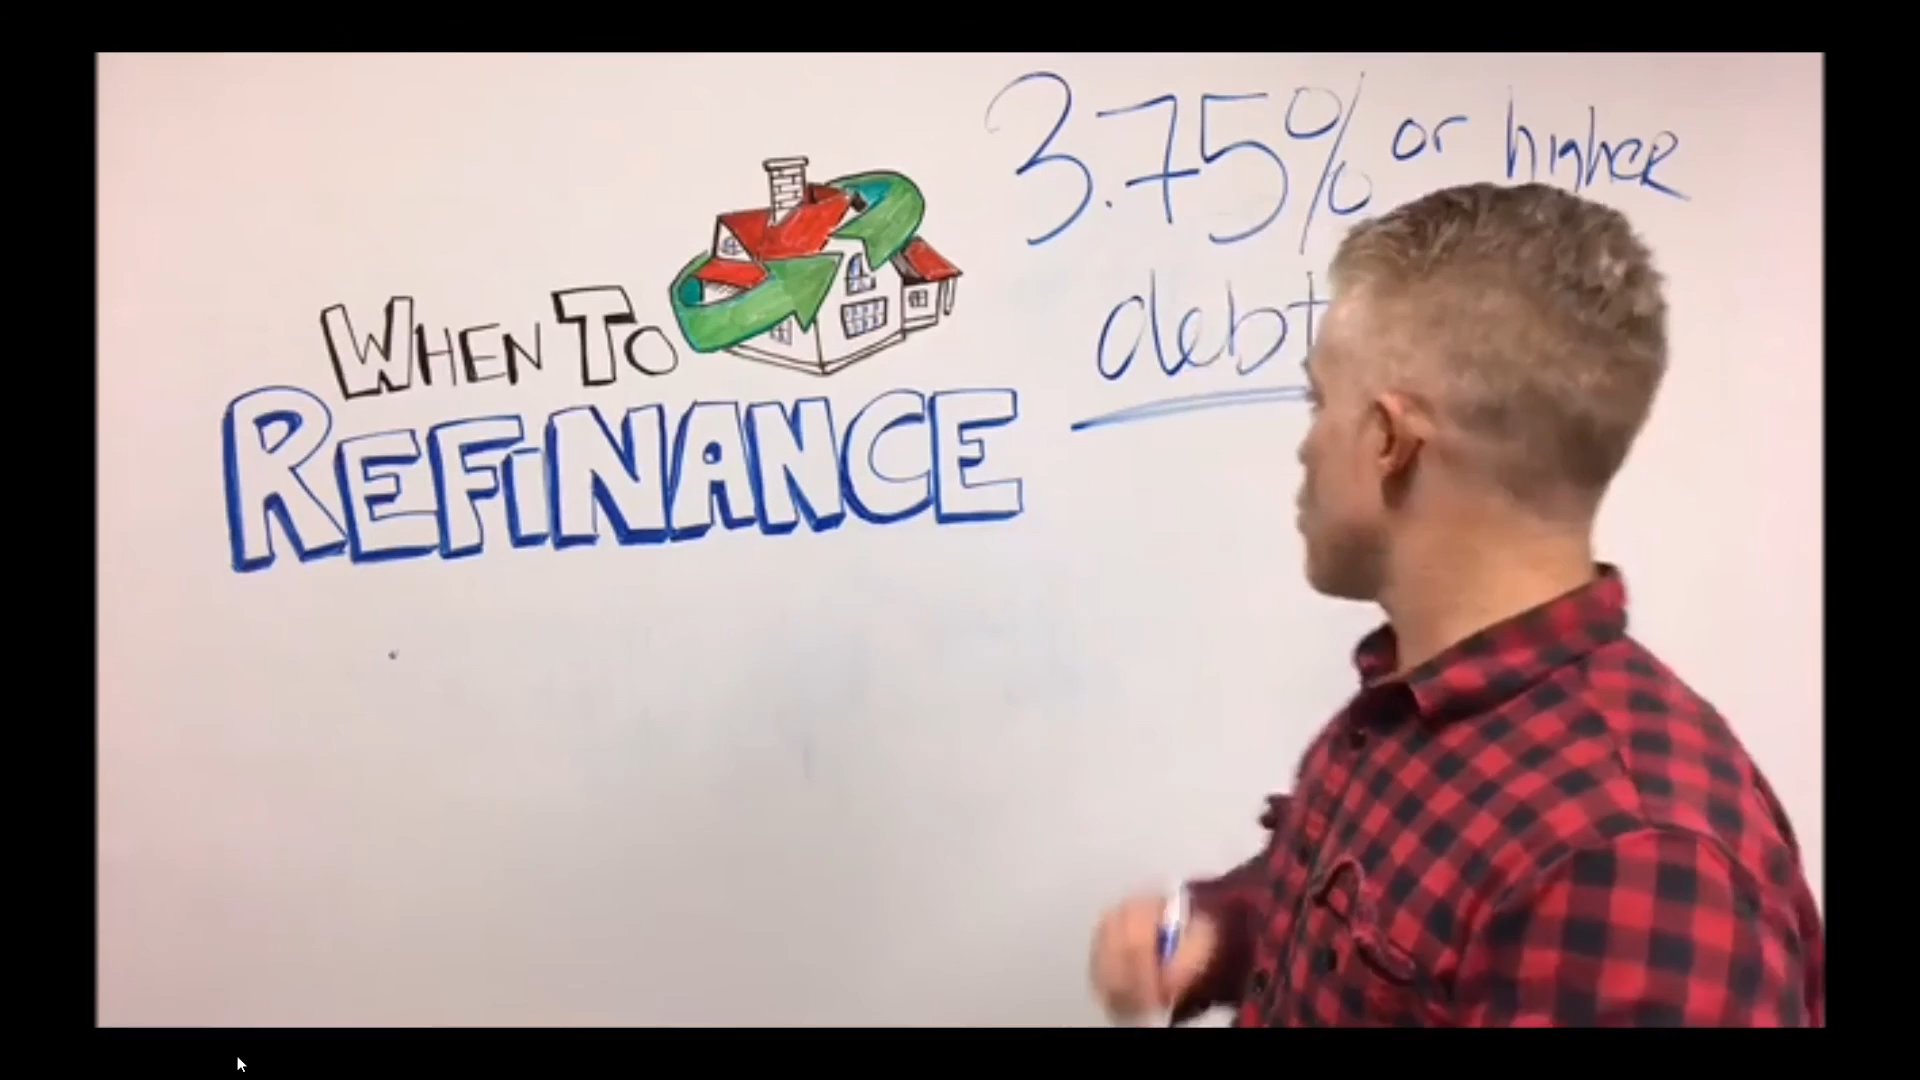 WHEN TO
REFINANCE
3.75% or higher
debt